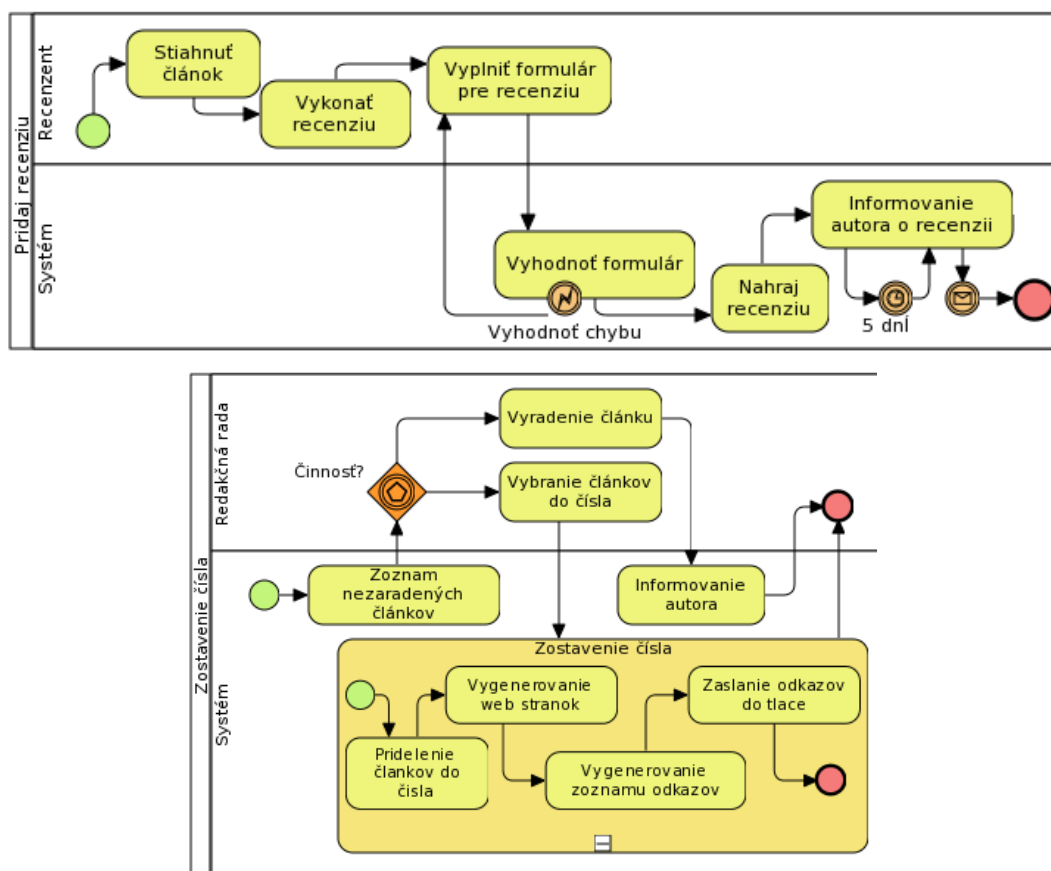 Pridaj recenziu
Recenzent
Stiahnuť
článok
Vykonať
recenziu
Vyplniť formulár
pre recenziu
Systém
Vyhodnoť formulár
Vyhodnoť chybu
Nahraj
recenziu
Informovanie
autora o recenzii
5 dní
Zostavenie čísla
Redakčná rada
Činnosť?
Vyradenie článku
Vybranie článkov
do čísla
Systém
Zoznam
nezaradených
článkov
Informovanie
autora
Zostavenie čísla
Pridelenie
člankov do
čisla
Vygenerovanie
web stranok
Vygenerovanie
zoznamu odkazov
Zaslanie odkazov
do tlace